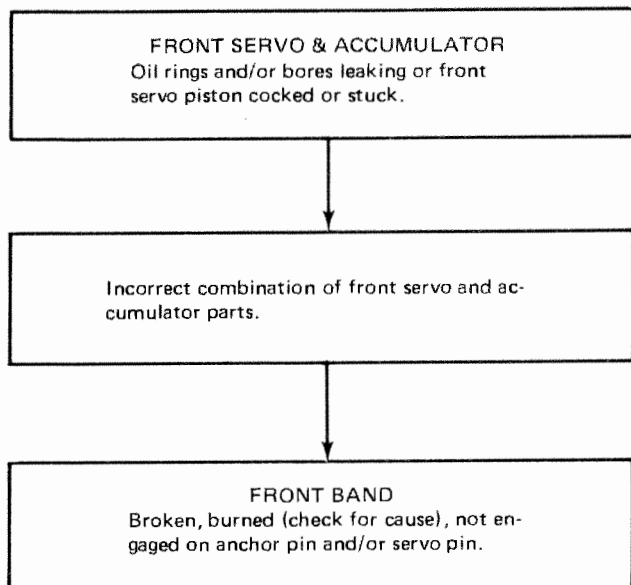 FRONT SERVO & ACCUMULATOR
Oil rings and/or bores leaking or front
servo piston cocked or stuck.
Incorrect combination of front servo and ac-
cumulator parts.
FRONT BAND
Broken, burned (check for cause), not en-
gaged on anchor pin and/or servo pin.